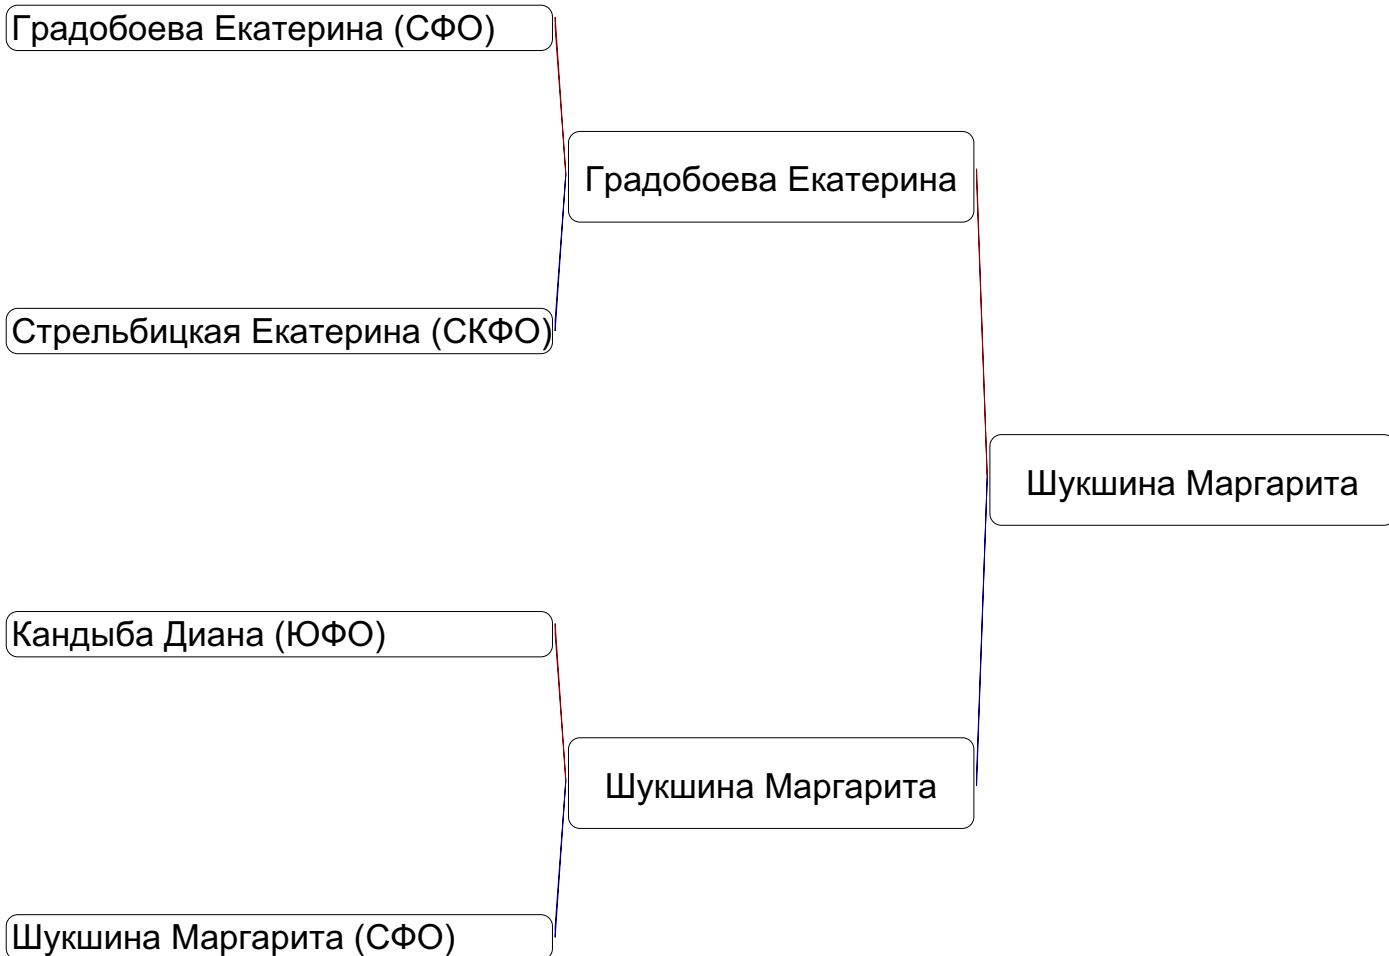 Градобоева Екатерина (СФО)
Градобоева Екатерина
Стрельбицкая Екатерина (СКФО)
Шукшина Маргарита
Кандыба Диана (ЮФО)
Шукшина Маргарита
Шукшина Маргарита (СФО)